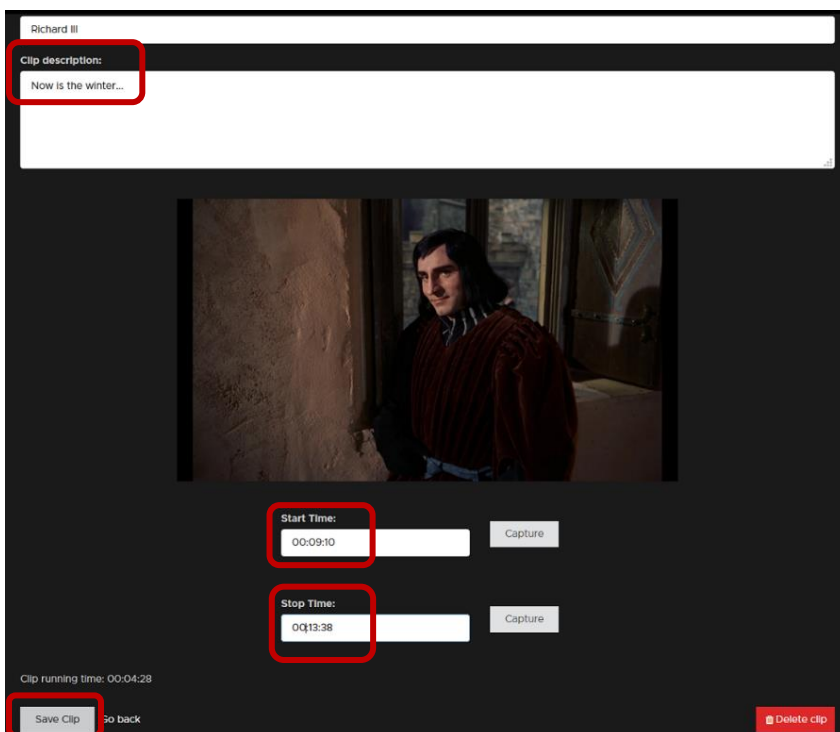 Richard III
Clip description:
Now is the winter...
Start Time:
00:09:10
Capture
Stop Time:
00:13:38
Capture
Clip running time: 00:04:28
Save Clip
Go back
Delete clip